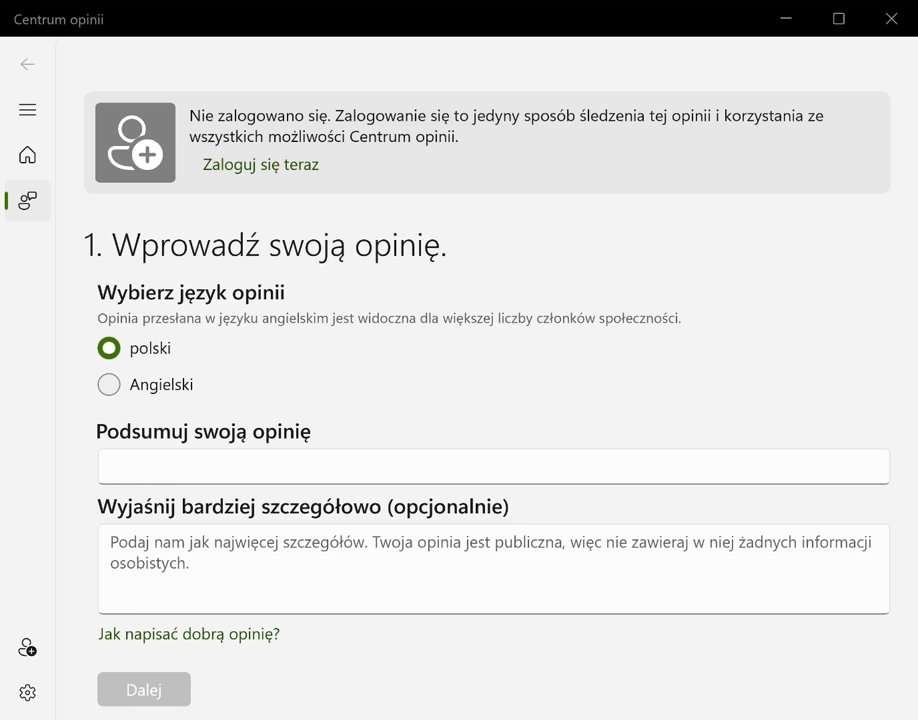 Centrum opinii
Nie zalogowano się. Zalogowanie się to jedyny sposób śledzenia tej opinii i korzystania ze
wszystkich możliwości Centrum opinii.
Zaloguj się teraz
1. Wprowadź swoją opinię.
Wybierz język opinii
Opinia przesłana w języku angielskim jest widoczna dla większej liczby członków społeczności.
polski
Angielski
Podsumuj swoją opinię
Wyjaśnij bardziej szczegółowo (opcjonalnie)
Podaj nam jak najwięcej szczegółów. Twoja opinia jest publiczna, więc nie zawieraj w niej żadnych informacji
osobistych.
Jak napisać dobrą opinię?
Dalej